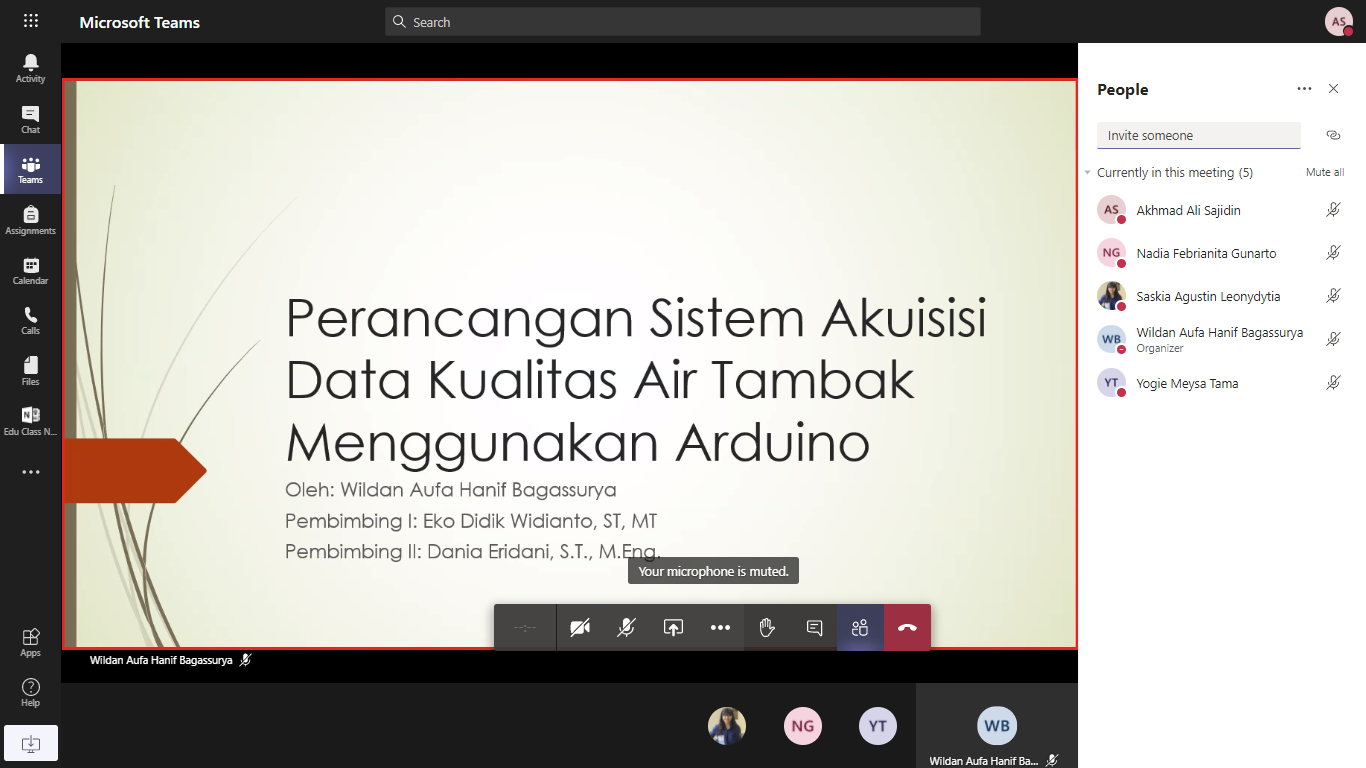 Microsoft Teams
Search
AS
Activity
Chat
Teams
Assignments
Calendar
Calls
Files
Edu Class N...
Apps
Help
Perancangan Sistem Akuisisi
Data Kualitas Air Tambak
Menggunakan Arduino
Oleh: Wildan Aufa Hanif Bagassurya
Pembimbing I: Eko Didik Widianto, ST, MT
Pembimbing II: Dania Eridani, S.T., M.Eng.
Your microphone is muted.
Wildan Aufa Hanif Bagassurya
NG
YT
WB
Wildan Aufa Hanif Ba...
People
Invite someone
Currently in this meeting (5)
Mute all
AS Akhmad Ali Sajidin
NG Nadia Febrianita Gunarto
Saskia Agustin Leonydytia
WB Wildan Aufa Hanif Bagassurya
Organizer
YT Yogie Meysa Tama